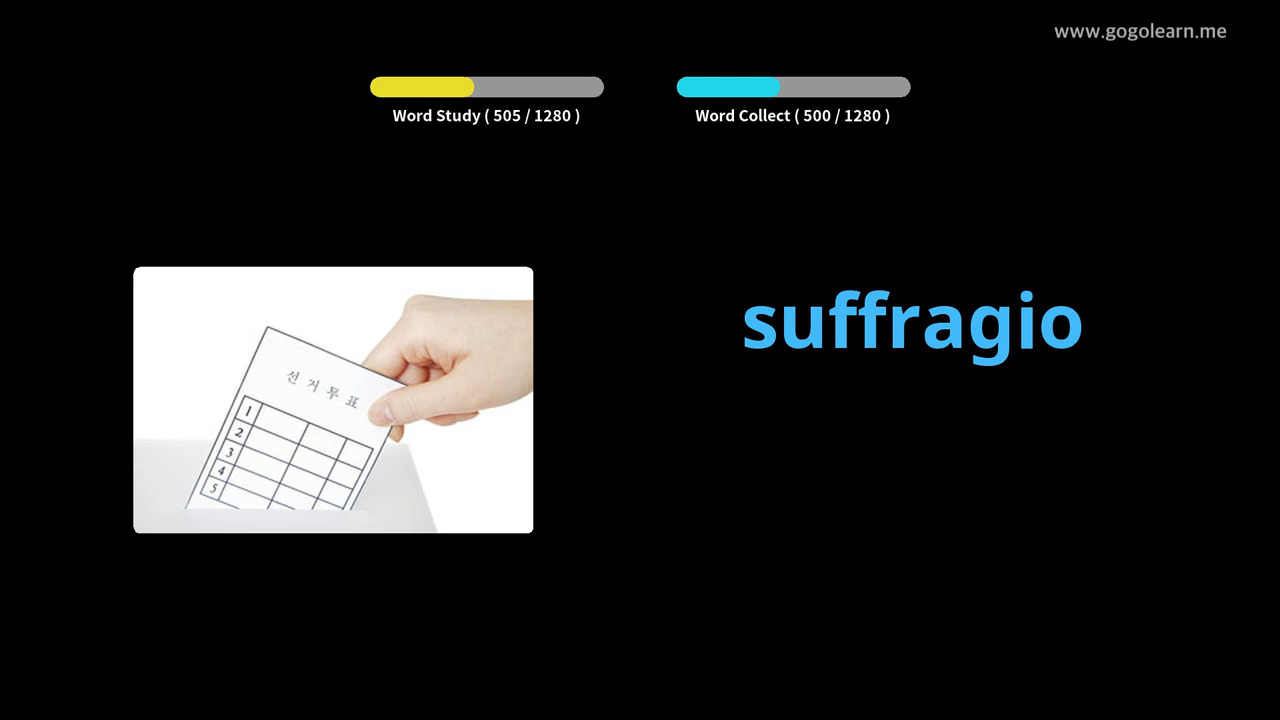 www.gogolearn.me
Word Study ( 505 / 1280 )
Word Collect ( 500 / 1280 )
suffragio
선거투표
1
2
3
4
5